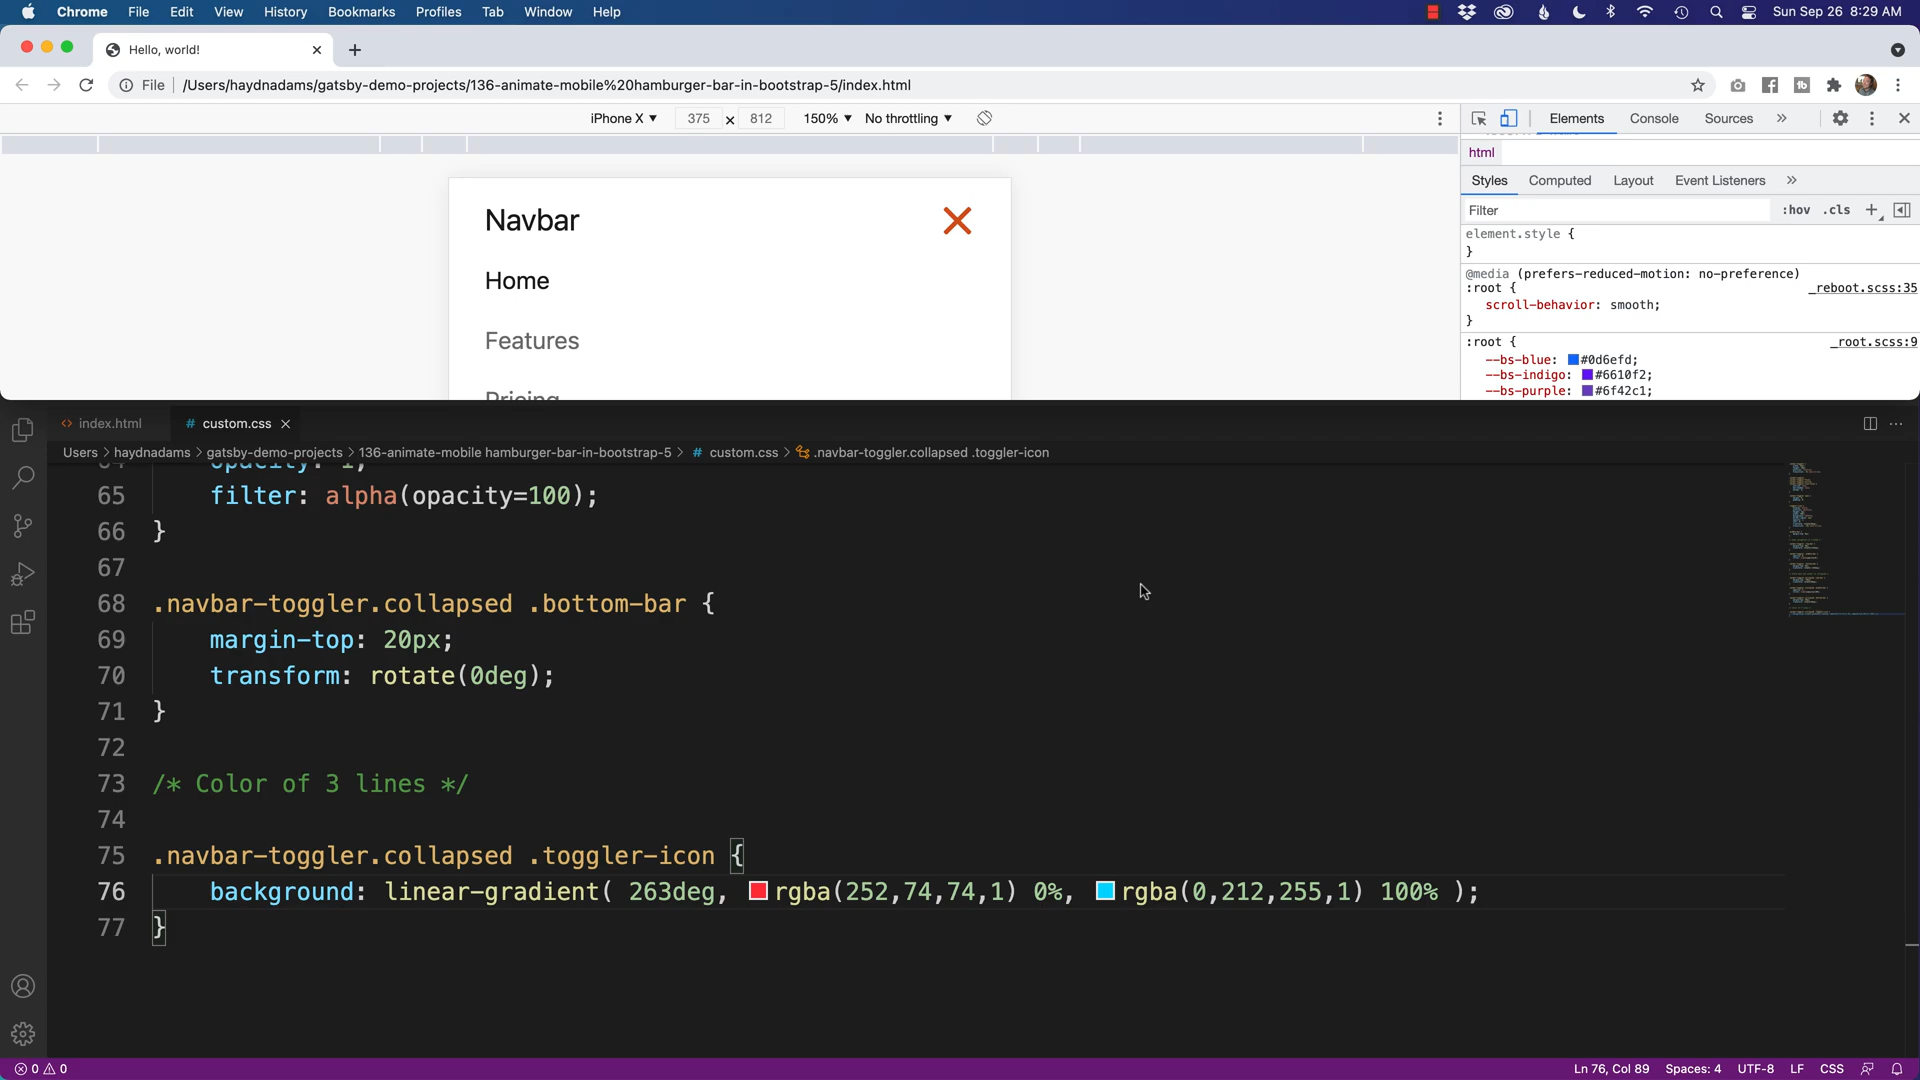 Chrome File Edit View History Bookmarks Profiles Tab Window Help Sun Sep 26 8:29 AM
Hello, world!
File /Users/haydnadams/gatsby-demo-projects/136-animate-mobile%20hamburger-bar-in-bootstrap-5/index.html
iPhone X 375 812 150% No throttling Elements Console Sources »
html
Styles Computed Layout Event Listeners »
Filter :hov .cls
element.style {
}
@media (prefers-reduced-motion: no-preference)
:root { _reboot.scss:35
scroll-behavior: smooth;
}
:root { _root.scss:9
--bs-blue: #0d6efd;
--bs-indigo: #6610f2;
--bs-purple: #6f42c1;
Navbar
Home
Features
Pricing
index.html # custom.css
Users > haydnadams > gatsby-demo-projects > 136-animate-mobile hamburger-bar-in-bootstrap-5 > # custom.css > .navbar-toggler.collapsed .toggler-icon
64 opacity: 1;
65 filter: alpha(opacity=100);
66 }
67
68 .navbar-toggler.collapsed .bottom-bar {
69 margin-top: 20px;
70 transform: rotate(0deg);
71 }
72
73 /* Color of 3 lines */
74
75 .navbar-toggler.collapsed .toggler-icon {
76 background: linear-gradient( 263deg, rgba(252,74,74,1) 0%, rgba(0,212,255,1) 100% );
77 }
0 0 Ln 76, Col 89 Spaces: 4 UTF-8 LF CSS